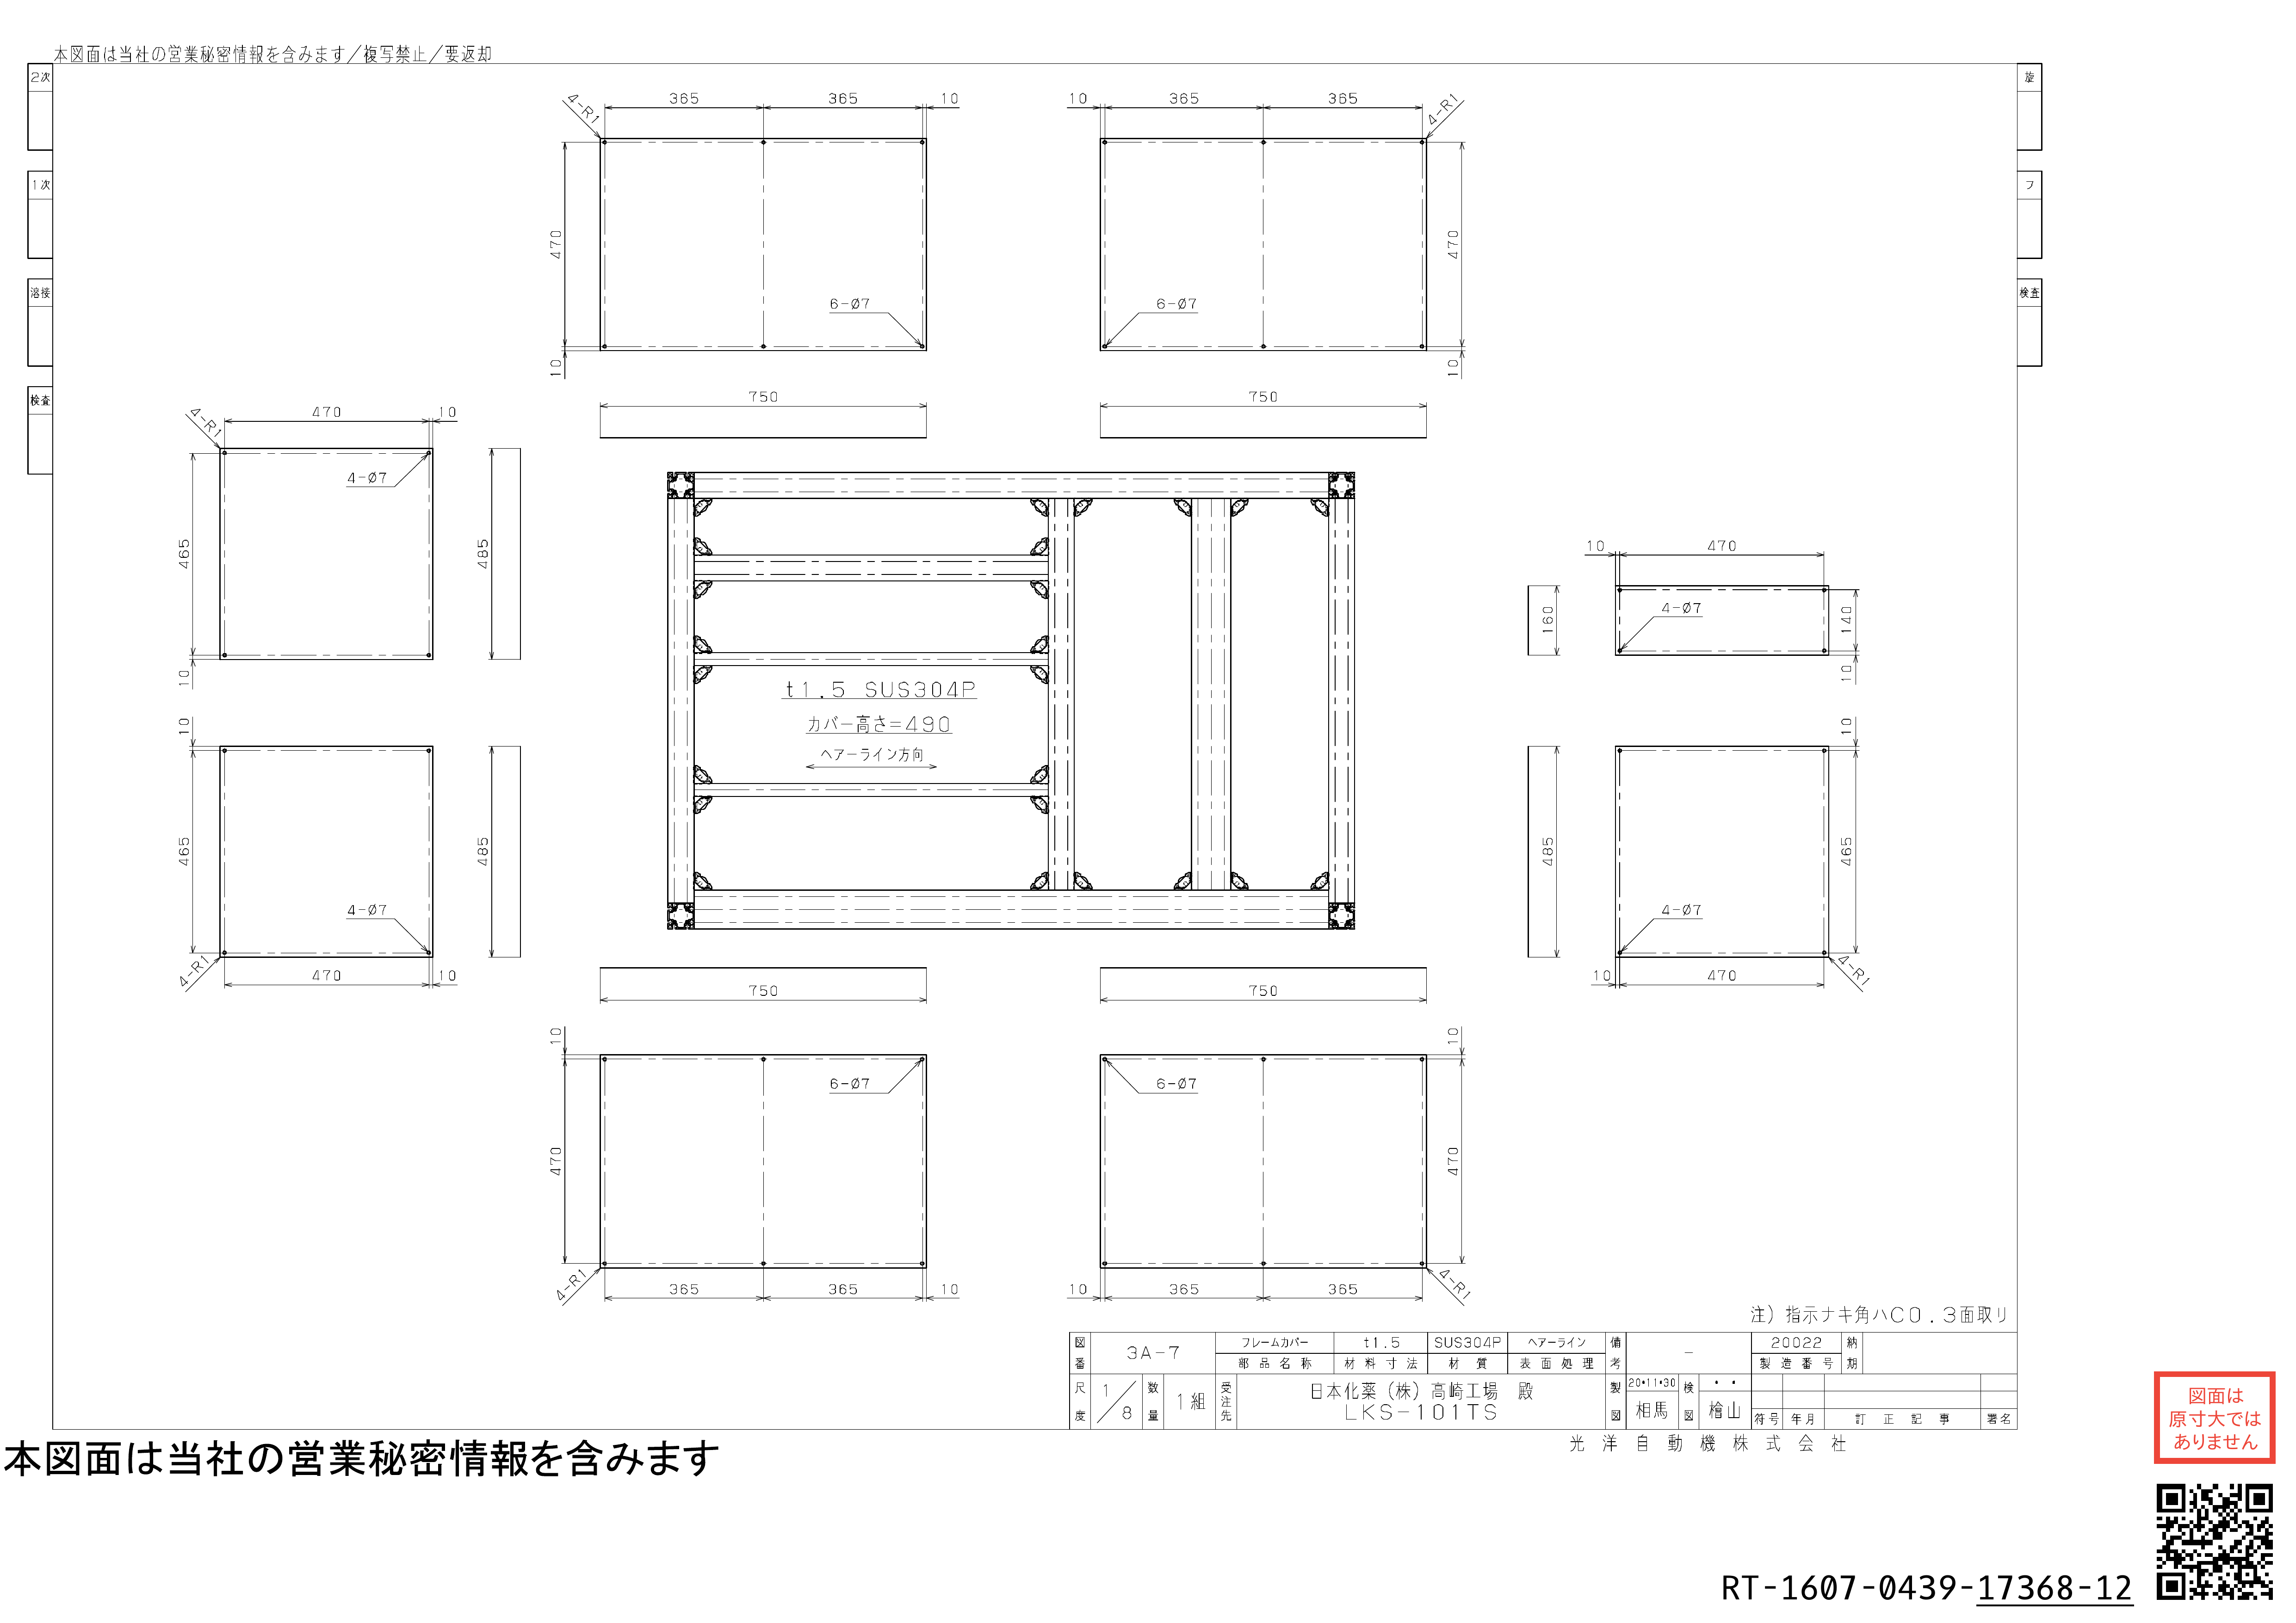 本図面は当社の営業秘密情報を含みます／複写禁止／要返却
2次
1次
溶接
検査
旋
フ
検査
4-R1
365
365
10
470
10
6-Ø7
750
10
365
365
4-R1
470
10
6-Ø7
750
4-R1
470
10
4-Ø7
465
485
10
10
465
485
4-Ø7
4-R1
470
10
t1.5 SUS304P
カバー高さ=490
ヘアーライン方向
10
470
160
4-Ø7
140
10
10
485
465
4-Ø7
10
470
4-R1
750
10
6-Ø7
470
4-R1
365
365
10
750
10
6-Ø7
470
10
365
365
4-R1
注）指示ナキ角ハC0.3面取リ
図番
3A-7
フレームカバー
t1.5
SUS304P
ヘアーライン
備考
－
20022
納期
部品名称
材料寸法
材質
表面処理
製造番号
尺度
1/8
数量
1組
受注先
日本化薬（株）高崎工場　殿
LKS-101TS
製図
20・11・30
相馬
検図
・　・
檜山
符号
年月
訂正記事
署名
光洋自動機株式会社
本図面は当社の営業秘密情報を含みます
図面は
原寸大では
ありません
RT-1607-0439-17368-12